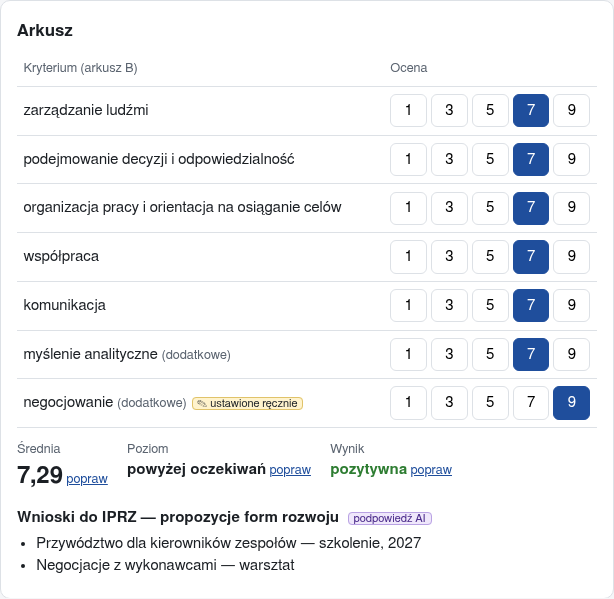 Arkusz
Kryterium (arkusz B) Ocena
zarządzanie ludźmi 1 3 5 7 9
podejmowanie decyzji i odpowiedzialność 1 3 5 7 9
organizacja pracy i orientacja na osiąganie celów 1 3 5 7 9
współpraca 1 3 5 7 9
komunikacja 1 3 5 7 9
myślenie analityczne (dodatkowe) 1 3 5 7 9
negocjowanie (dodatkowe) ✎ ustawione ręcznie 1 3 5 7 9
Średnia Poziom Wynik
7,29 popraw powyżej oczekiwań popraw pozytywna popraw
Wnioski do IPRZ — propozycje form rozwoju podpowiedź AI
• Przywództwo dla kierowników zespołów — szkolenie, 2027
• Negocjacje z wykonawcami — warsztat